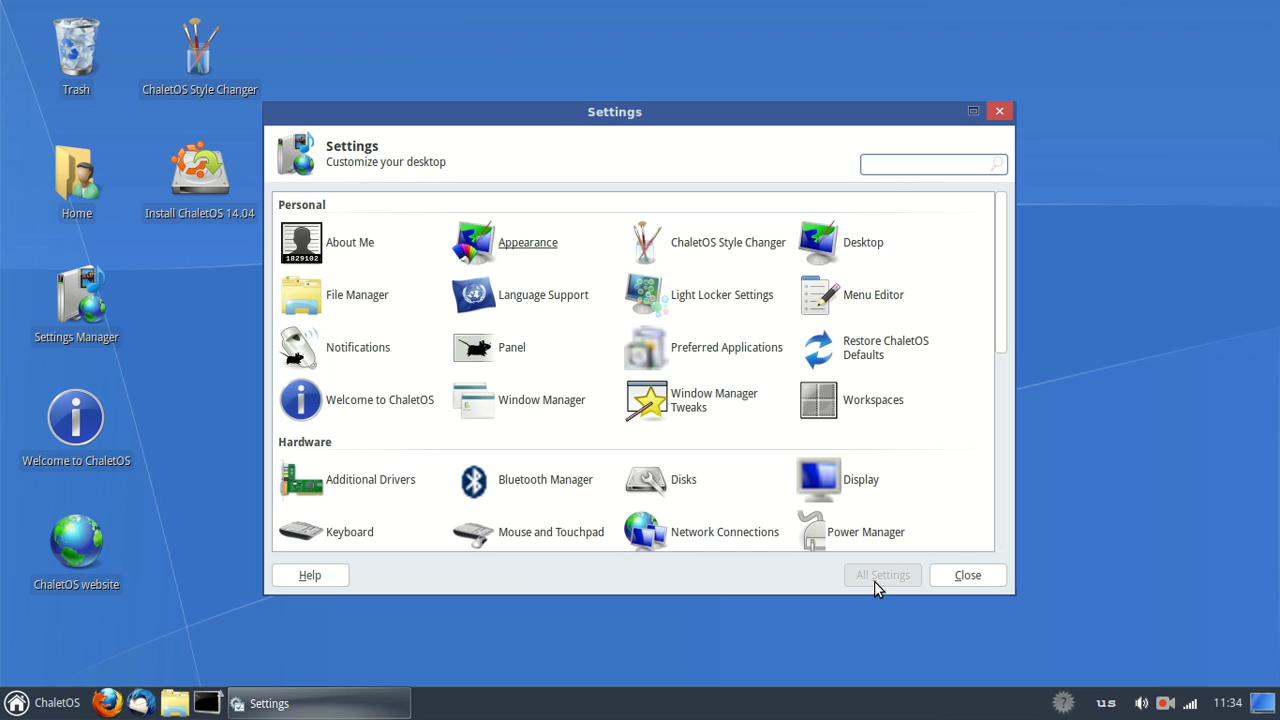 Trash
ChaletOS Style Changer
Home
Install ChaletOS 14.04
Settings Manager
Welcome to ChaletOS
ChaletOS website
Settings
Settings
Customize your desktop
Personal
About Me
1829102
Appearance
ChaletOS Style Changer
Desktop
File Manager
Language Support
Light Locker Settings
Menu Editor
Notifications
Panel
Preferred Applications
Restore ChaletOS
Defaults
Welcome to ChaletOS
Window Manager
Window Manager
Tweaks
Workspaces
Hardware
Additional Drivers
Bluetooth Manager
Disks
Display
Keyboard
Mouse and Touchpad
Network Connections
Power Manager
Help
All Settings
Close
ChaletOS
Settings
us
11:34